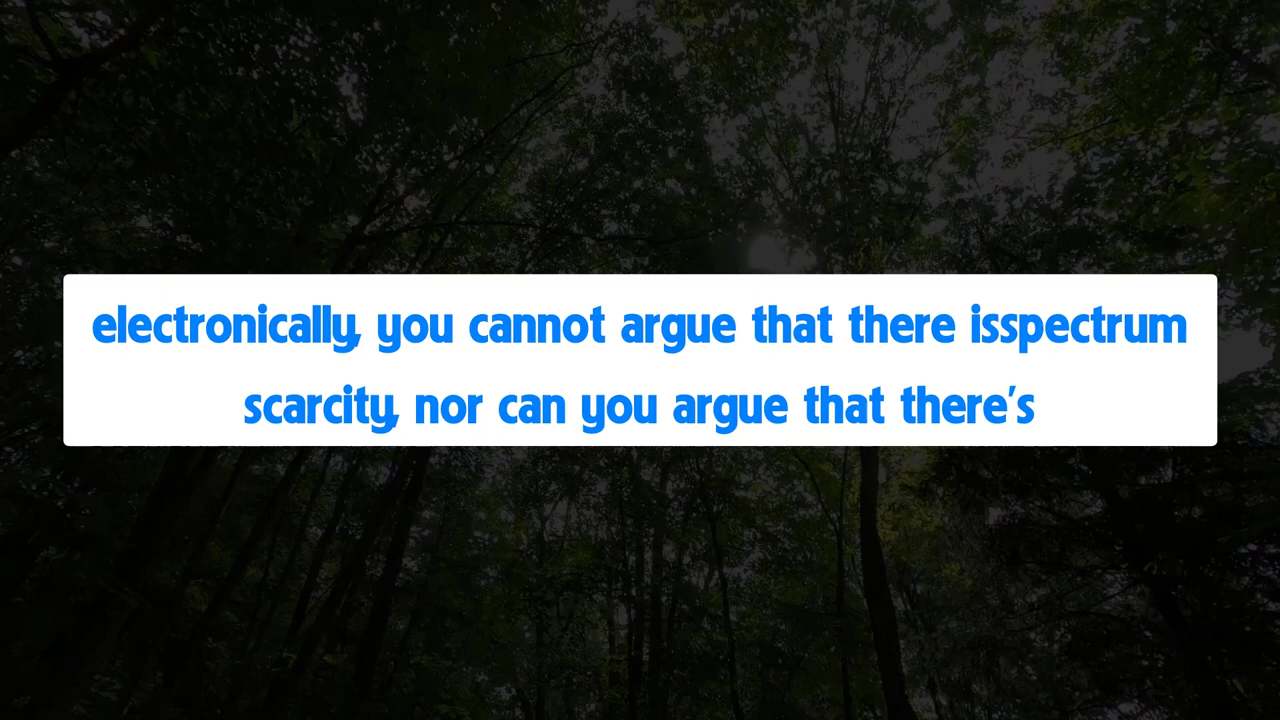 electronically, you cannot argue that there isspectrum
scarcity, nor can you argue that there's